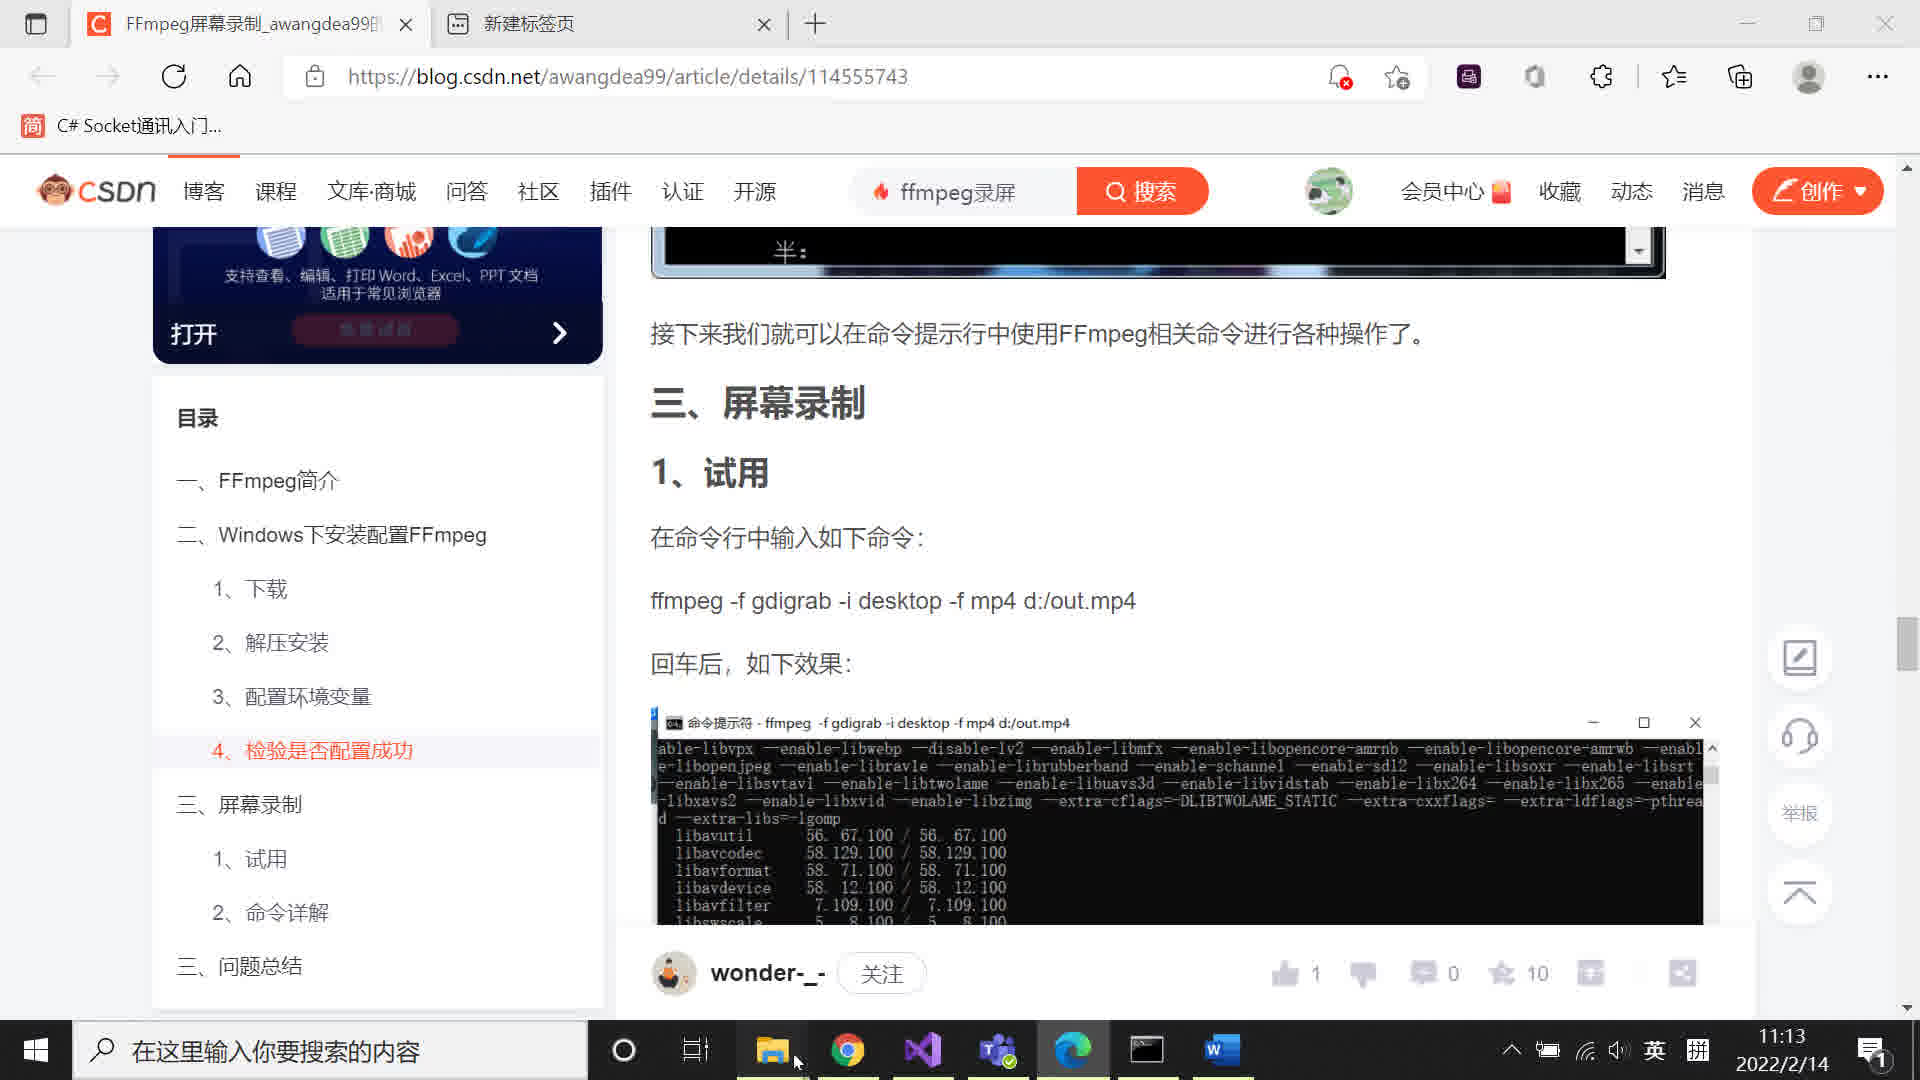 FFmpeg屏幕录制_awangdea99的
新建标签页
https://blog.csdn.net/awangdea99/article/details/114555743
简 C# Socket通讯入门...
CSDN 博客 课程 文库·商城 问答 社区 插件 认证 开源 ffmpeg录屏 搜索 会员中心 收藏 动态 消息 创作
支持查看、编辑、打印 Word、Excel、PPT 文档
适用于常见浏览器
打开
半:
接下来我们就可以在命令提示行中使用FFmpeg相关命令进行各种操作了。
三、屏幕录制
1、试用
在命令行中输入如下命令：
ffmpeg -f gdigrab -i desktop -f mp4 d:/out.mp4
回车后，如下效果：
命令提示符 - ffmpeg -f gdigrab -i desktop -f mp4 d:/out.mp4
able-libvpx --enable-libwebp --disable-lv2 --enable-libmfx --enable-libopencore-amrnb --enable-libopencore-amrwb --enabl
e-libopenjpeg --enable-librav1e --enable-librubberband --enable-schannel --enable-sdl2 --enable-libsoxr --enable-libsrt
--enable-libsvtav1 --enable-libtwolame --enable-libuavs3d --enable-libvidstab --enable-libx264 --enable-libx265 --enable
-libxavs2 --enable-libxvid --enable-libzimg --extra-cflags=-DLIBTWOLAME_STATIC --extra-cxxflags= --extra-ldflags=-pthrea
d --extra-libs=-lgomp
libavutil 56. 67.100 / 56. 67.100
libavcodec 58.129.100 / 58.129.100
libavformat 58. 71.100 / 58. 71.100
libavdevice 58. 12.100 / 58. 12.100
libavfilter 7.109.100 / 7.109.100
libswscale 5. 8.100 / 5. 8.100
目录
一、FFmpeg简介
二、Windows下安装配置FFmpeg
1、下载
2、解压安装
3、配置环境变量
4、检验是否配置成功
三、屏幕录制
1、试用
2、命令详解
三、问题总结
举报
wonder-_- 关注 1 0 10
在这里输入你要搜索的内容
英 拼
11:13
2022/2/14
1